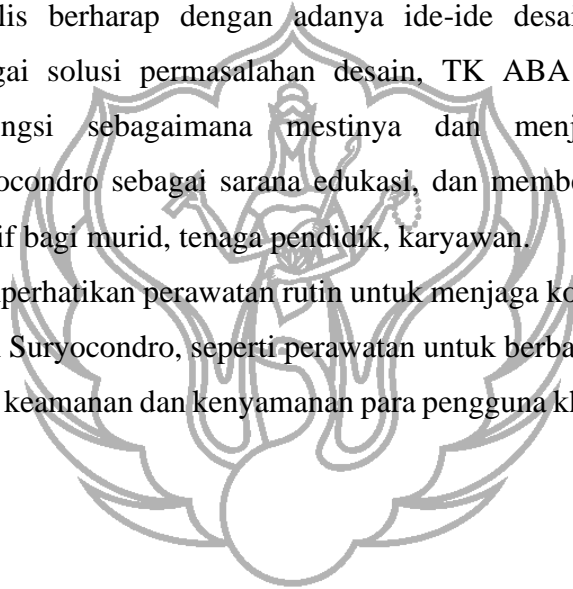 lis berharap dengan adanya ide-ide desai
gai solusi permasalahan desain, TK ABA
ngsi sebagaimana mestinya dan menj
ocondro sebagai sarana edukasi, dan membe
if bagi murid, tenaga pendidik, karyawan.
perhatikan perawatan rutin untuk menjaga ko
Suryocondro, seperti perawatan untuk berba
keamanan dan kenyamanan para pengguna kl